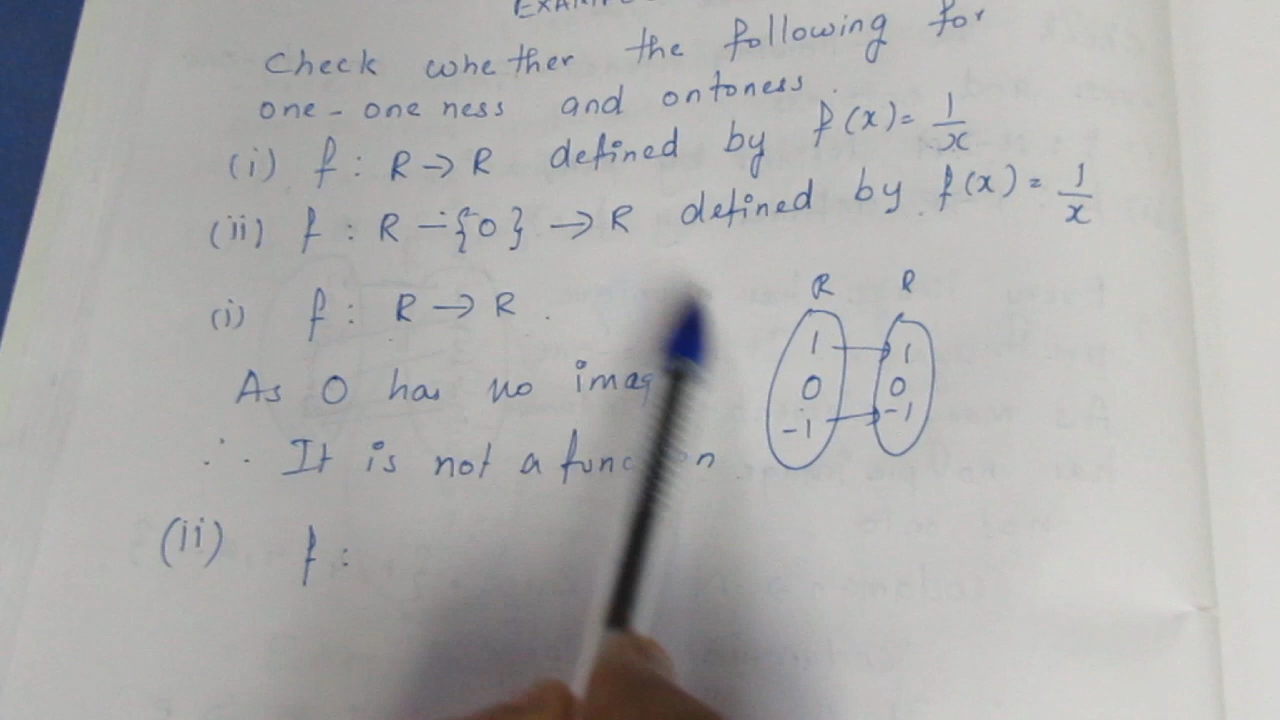 Check whether the following for
one-one ness and ontoness
(i) f : R → R defined by f(x) = 1/x
(ii) f : R - {0} → R defined by f(x) = 1/x
(i) f : R → R .
As 0 has no
∴ It is not a
(ii) f :
R R
1 1
0 0
-1 -1